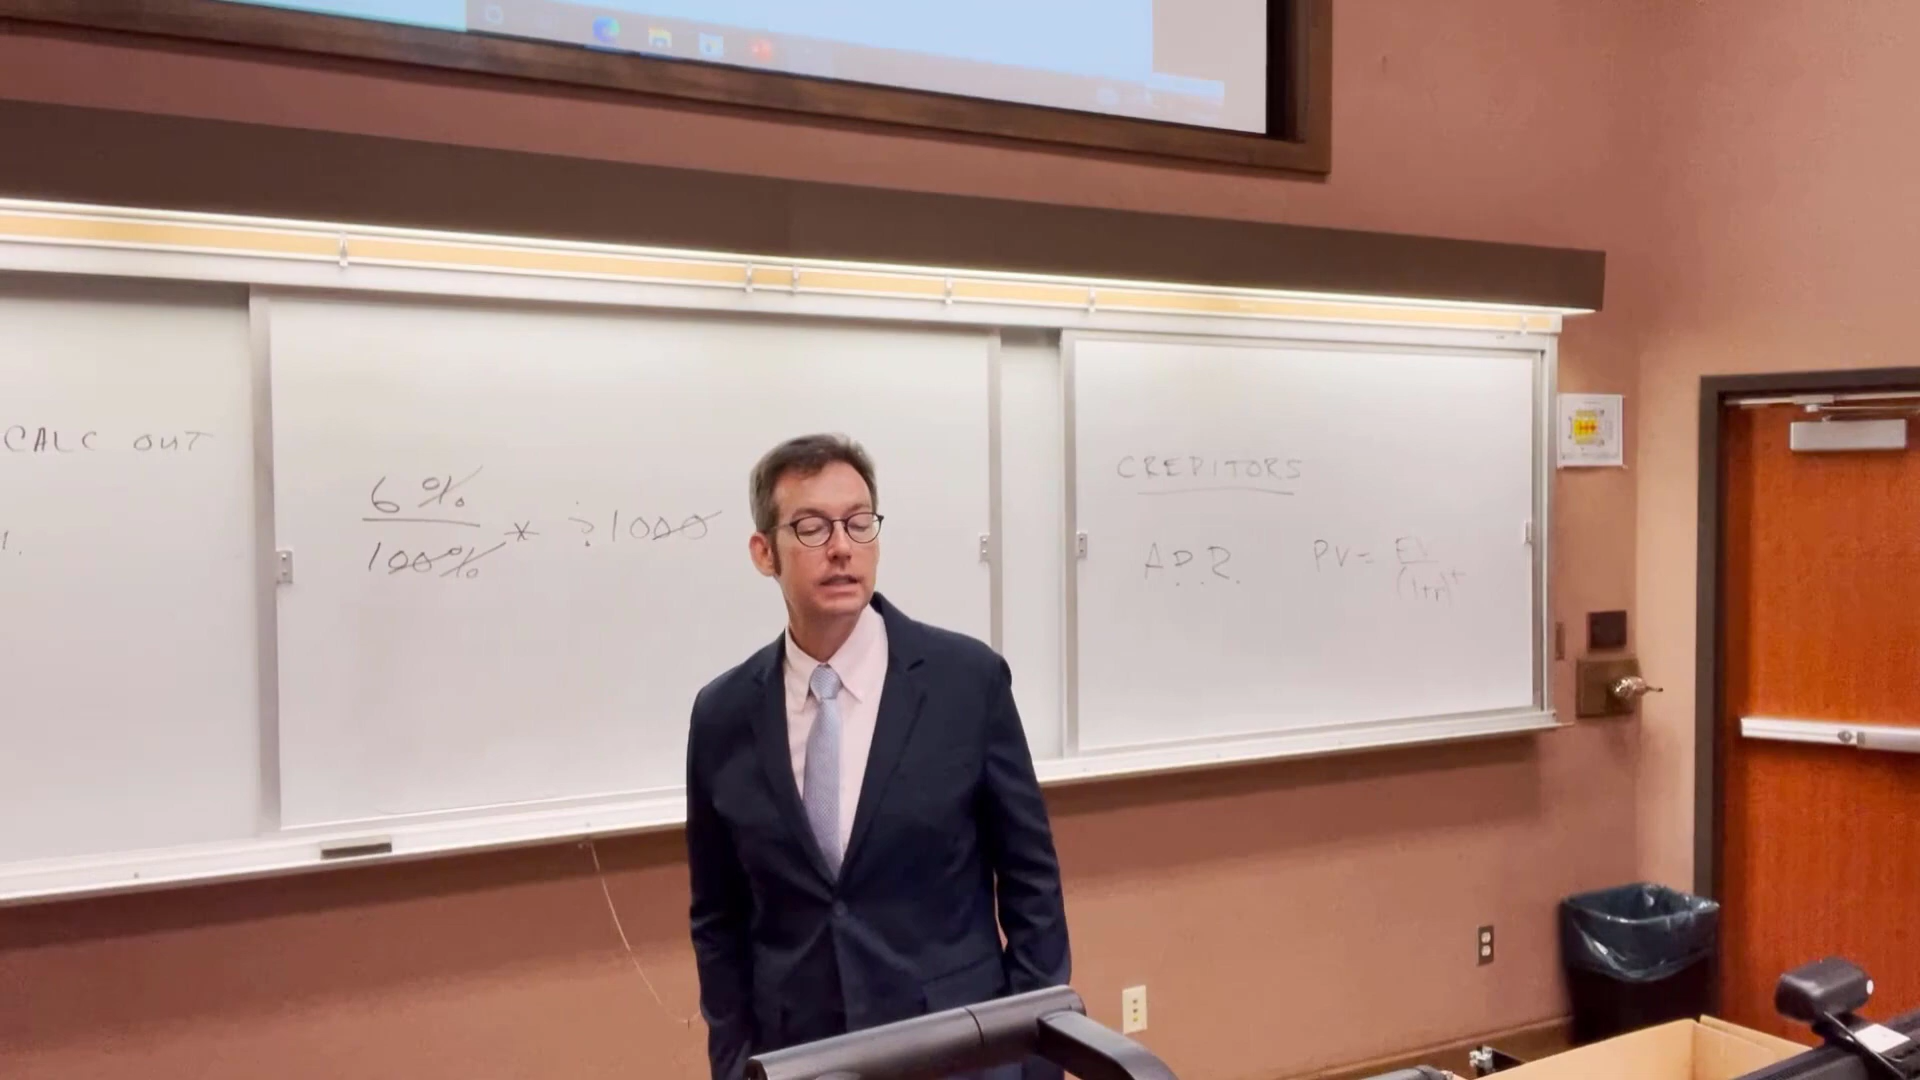 CALC OUT
6%
100% * 1000
CREDITORS
A.P.R. PV = FV
(1+r)^t